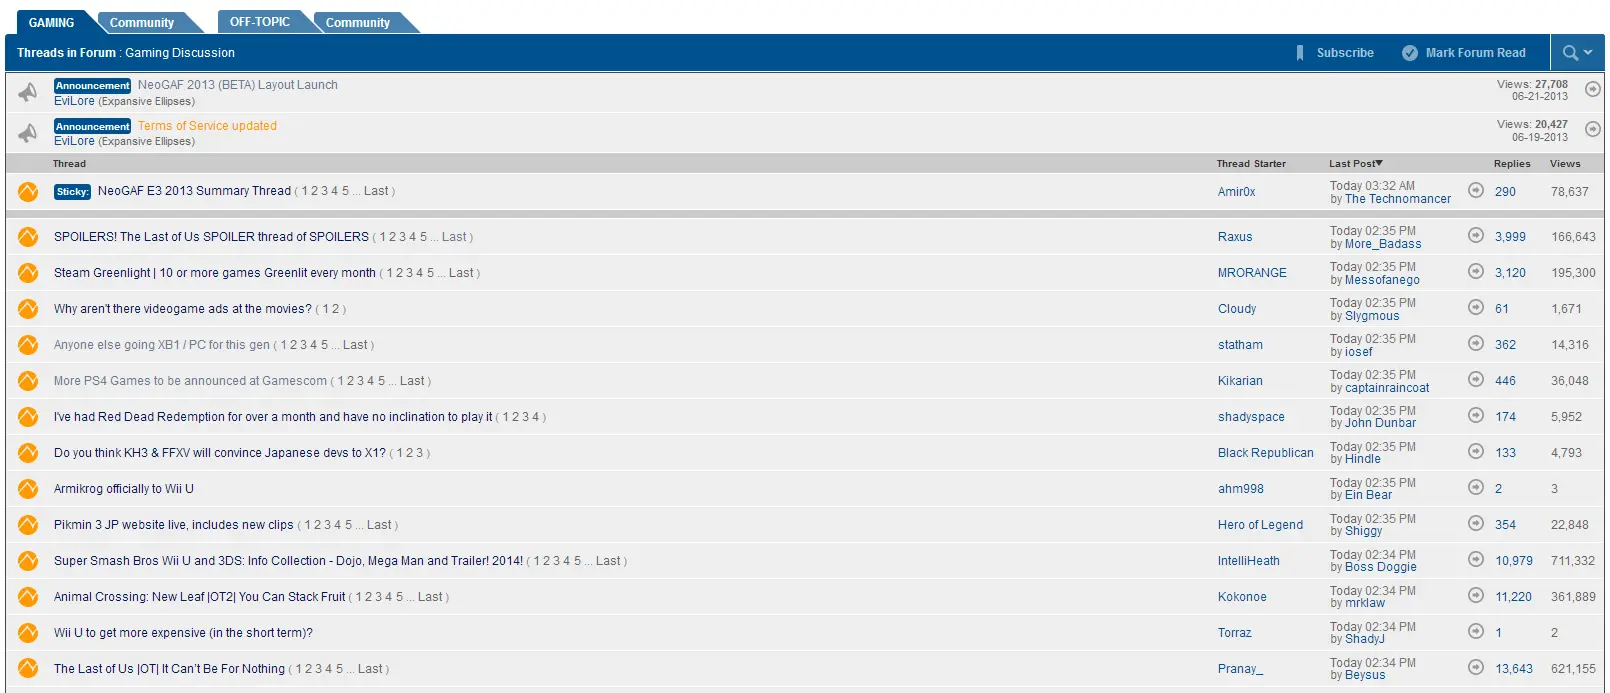 GAMING Community OFF-TOPIC Community
Threads in Forum : Gaming Discussion Subscribe Mark Forum Read
Announcement NeoGAF 2013 (BETA) Layout Launch Views: 27,708
EviLore (Expansive Ellipses) 06-21-2013
Announcement Terms of Service updated Views: 20,427
EviLore (Expansive Ellipses) 06-19-2013
Thread Thread Starter Last Post▼ Replies Views
Sticky: NeoGAF E3 2013 Summary Thread ( 1 2 3 4 5 ... Last ) Amir0x Today 03:32 AM 290 78,637
by The Technomancer
SPOILERS! The Last of Us SPOILER thread of SPOILERS ( 1 2 3 4 5 ... Last ) Raxus Today 02:35 PM 3,999 166,643
by More_Badass
Steam Greenlight | 10 or more games Greenlit every month ( 1 2 3 4 5 ... Last ) MRORANGE Today 02:35 PM 3,120 195,300
by Messofanego
Why aren't there videogame ads at the movies? ( 1 2 ) Cloudy Today 02:35 PM 61 1,671
by Slygmous
Anyone else going XB1 / PC for this gen ( 1 2 3 4 5 ... Last ) statham Today 02:35 PM 362 14,316
by iosef
More PS4 Games to be announced at Gamescom ( 1 2 3 4 5 ... Last ) Kikarian Today 02:35 PM 446 36,048
by captainraincoat
I've had Red Dead Redemption for over a month and have no inclination to play it ( 1 2 3 4 ) shadyspace Today 02:35 PM 174 5,952
by John Dunbar
Do you think KH3 & FFXV will convince Japanese devs to X1? ( 1 2 3 ) Black Republican Today 02:35 PM 133 4,793
by Hindle
Armikrog officially to Wii U ahm998 Today 02:35 PM 2 3
by Ein Bear
Pikmin 3 JP website live, includes new clips ( 1 2 3 4 5 ... Last ) Hero of Legend Today 02:35 PM 354 22,848
by Shiggy
Super Smash Bros Wii U and 3DS: Info Collection - Dojo, Mega Man and Trailer! 2014! ( 1 2 3 4 5 ... Last ) IntelliHeath Today 02:34 PM 10,979 711,332
by Boss Doggie
Animal Crossing: New Leaf |OT2| You Can Stack Fruit ( 1 2 3 4 5 ... Last ) Kokonoe Today 02:34 PM 11,220 361,889
by mrklaw
Wii U to get more expensive (in the short term)? Torraz Today 02:34 PM 1 2
by ShadyJ
The Last of Us |OT| It Can't Be For Nothing ( 1 2 3 4 5 ... Last ) Pranay_ Today 02:34 PM 13,643 621,155
by Beysus